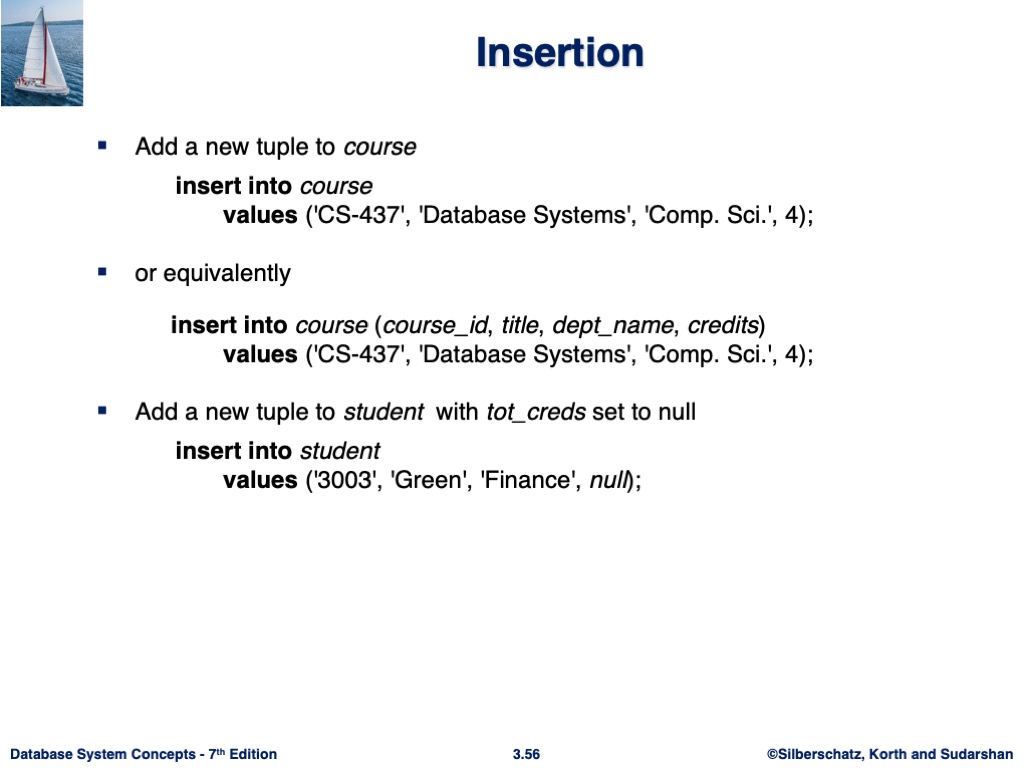 Insertion
▪ Add a new tuple to course
insert into course
values ('CS-437', 'Database Systems', 'Comp. Sci.', 4);
▪ or equivalently
insert into course (course_id, title, dept_name, credits)
values ('CS-437', 'Database Systems', 'Comp. Sci.', 4);
▪ Add a new tuple to student with tot_creds set to null
insert into student
values ('3003', 'Green', 'Finance', null);
Database System Concepts - 7th Edition
3.56
©Silberschatz, Korth and Sudarshan